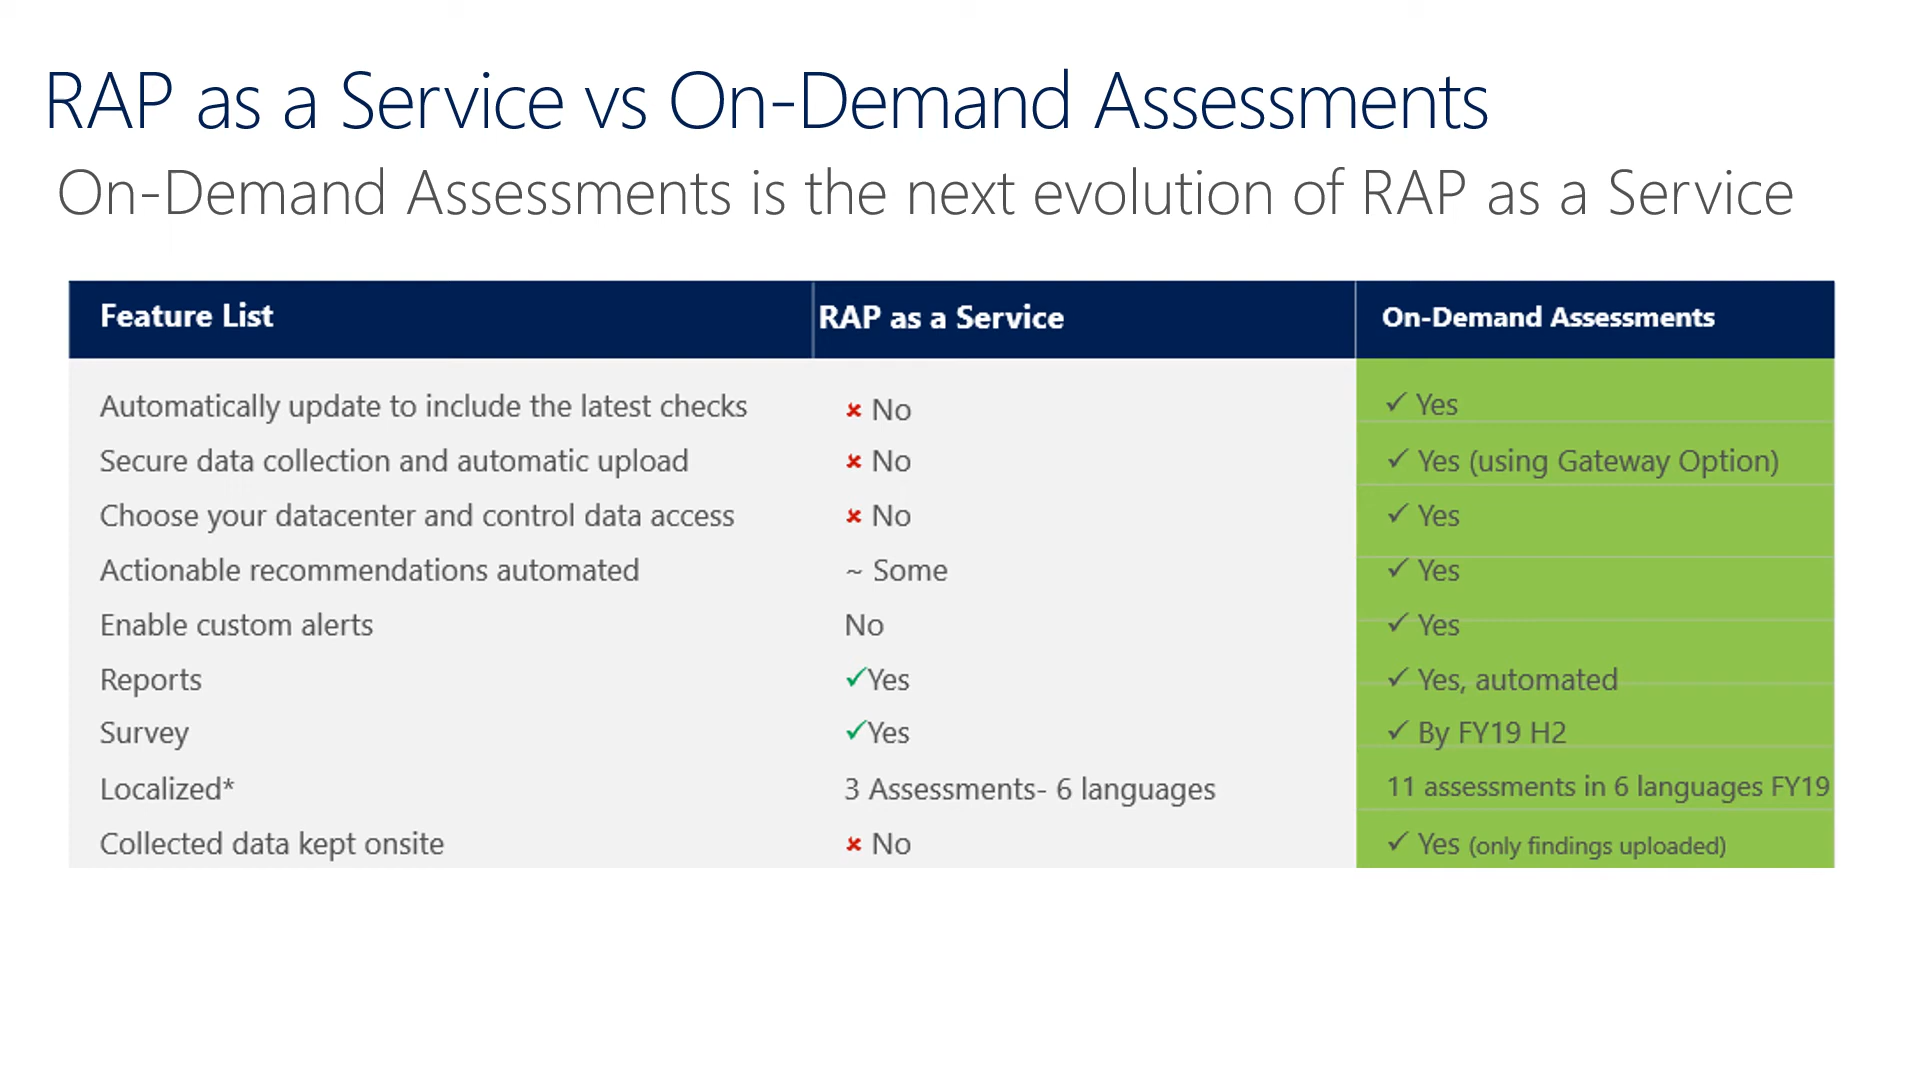 RAP as a Service vs On-Demand Assessments
On-Demand Assessments is the next evolution of RAP as a Service
Feature List RAP as a Service On-Demand Assessments
Automatically update to include the latest checks ✘ No ✓ Yes
Secure data collection and automatic upload ✘ No ✓ Yes (using Gateway Option)
Choose your datacenter and control data access ✘ No ✓ Yes
Actionable recommendations automated ~ Some ✓ Yes
Enable custom alerts No ✓ Yes
Reports ✓Yes ✓ Yes, automated
Survey ✓Yes ✓ By FY19 H2
Localized* 3 Assessments- 6 languages 11 assessments in 6 languages FY19
Collected data kept onsite ✘ No ✓ Yes (only findings uploaded)